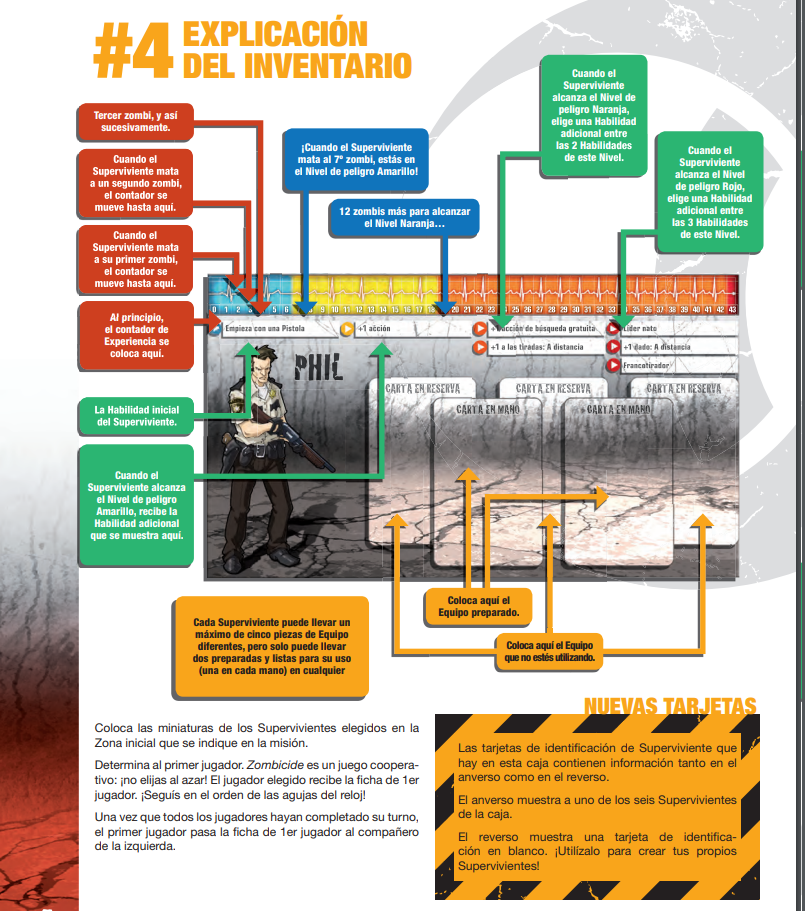 #4 EXPLICACIÓN
DEL INVENTARIO
Tercer zombi, y así
sucesivamente.
Cuando el
Superviviente mata
a un segundo zombi,
el contador se
mueve hasta aquí.
Cuando el
Superviviente mata
a su primer zombi,
el contador se
mueve hasta aquí.
Al principio,
el contador de
Experiencia se
coloca aquí.
La Habilidad inicial
del Superviviente.
Cuando el
Superviviente alcanza
el Nivel de peligro
Amarillo, recibe la
Habilidad adicional
que se muestra aquí.
¡Cuando el Superviviente
mata al 7º zombi, estás en
el Nivel de peligro Amarillo!
12 zombis más para alcanzar
el Nivel Naranja...
Cuando el
Superviviente
alcanza el Nivel de
peligro Naranja,
elige una Habilidad
adicional entre
las 2 Habilidades
de este Nivel.
Cuando el
Superviviente
alcanza el Nivel
de peligro Rojo,
elige una Habilidad
adicional entre
las 3 Habilidades
de este Nivel.
0 1 2 3 4 5 6 7 8 9 10 11 12 13 14 15 16 17 18 19 20 21 22 23 24 25 26 27 28 29 30 31 32 33 34 35 36 37 38 39 40 41 42 43
Empieza con una Pistola
+1 acción
+1 acción de búsqueda gratuita
+1 a las tiradas: A distancia
Líder nato
+1 dado: A distancia
Francotirador
PHIL
CARTA EN RESERVA
CARTA EN RESERVA
CARTA EN RESERVA
CARTA EN MANO
CARTA EN MANO
Coloca aquí el
Equipo preparado.
Coloca aquí el Equipo
que no estés utilizando.
Cada Superviviente puede llevar un
máximo de cinco piezas de Equipo
diferentes, pero solo puede llevar
dos preparadas y listas para su uso
(una en cada mano) en cualquier
Coloca las miniaturas de los Supervivientes elegidos en la
Zona inicial que se indique en la misión.
Determina al primer jugador. Zombicide es un juego coopera-
tivo: ¡no elijas al azar! El jugador elegido recibe la ficha de 1er
jugador. ¡Seguís en el orden de las agujas del reloj!
Una vez que todos los jugadores hayan completado su turno,
el primer jugador pasa la ficha de 1er jugador al compañero
de la izquierda.
NUEVAS TARJETAS
Las tarjetas de identificación de Superviviente que
hay en esta caja contienen información tanto en el
anverso como en el reverso.
El anverso muestra a uno de los seis Supervivientes
de la caja.
El reverso muestra una tarjeta de identifica-
ción en blanco. ¡Utilízalo para crear tus propios
Supervivientes!